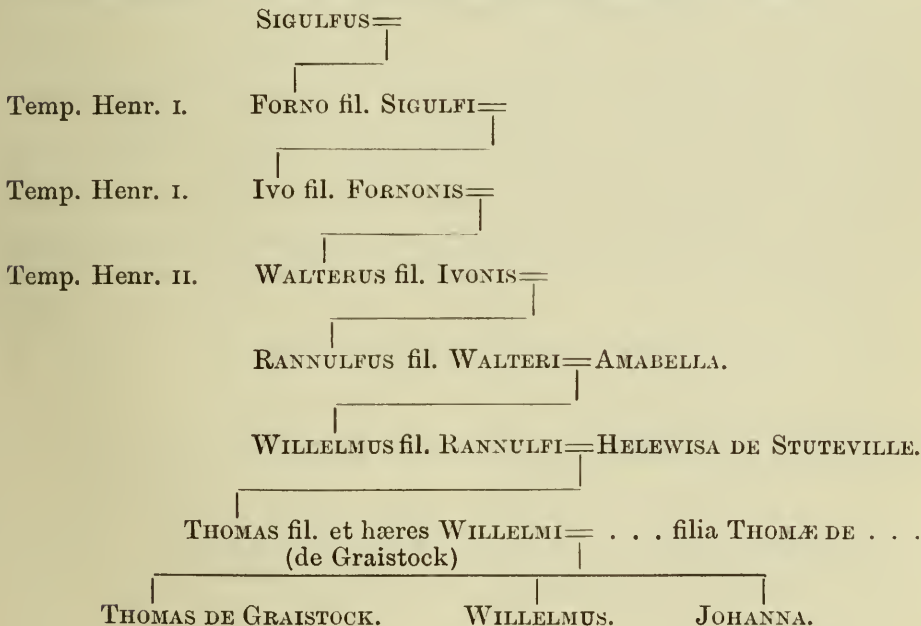 SIGULFUS
Temp. Henr. I. FORNO fil. SIGULFI
Temp. Henr. I. IVO fil. FORNONIS
Temp. Henr. II. WALTERUS fil. IVONIS
RANNULFUS fil. WALTERI=AMABELLA.
WILLELMUS fil. RANNULFI=HELEWISA DE STUTEVILLE.
THOMAS fil. et hæres WILLELMI= . . . filia THOMÆ DE . . .
(de Graistock)
THOMAS DE GRAISTOCK. WILLELMUS. JOHANNA.